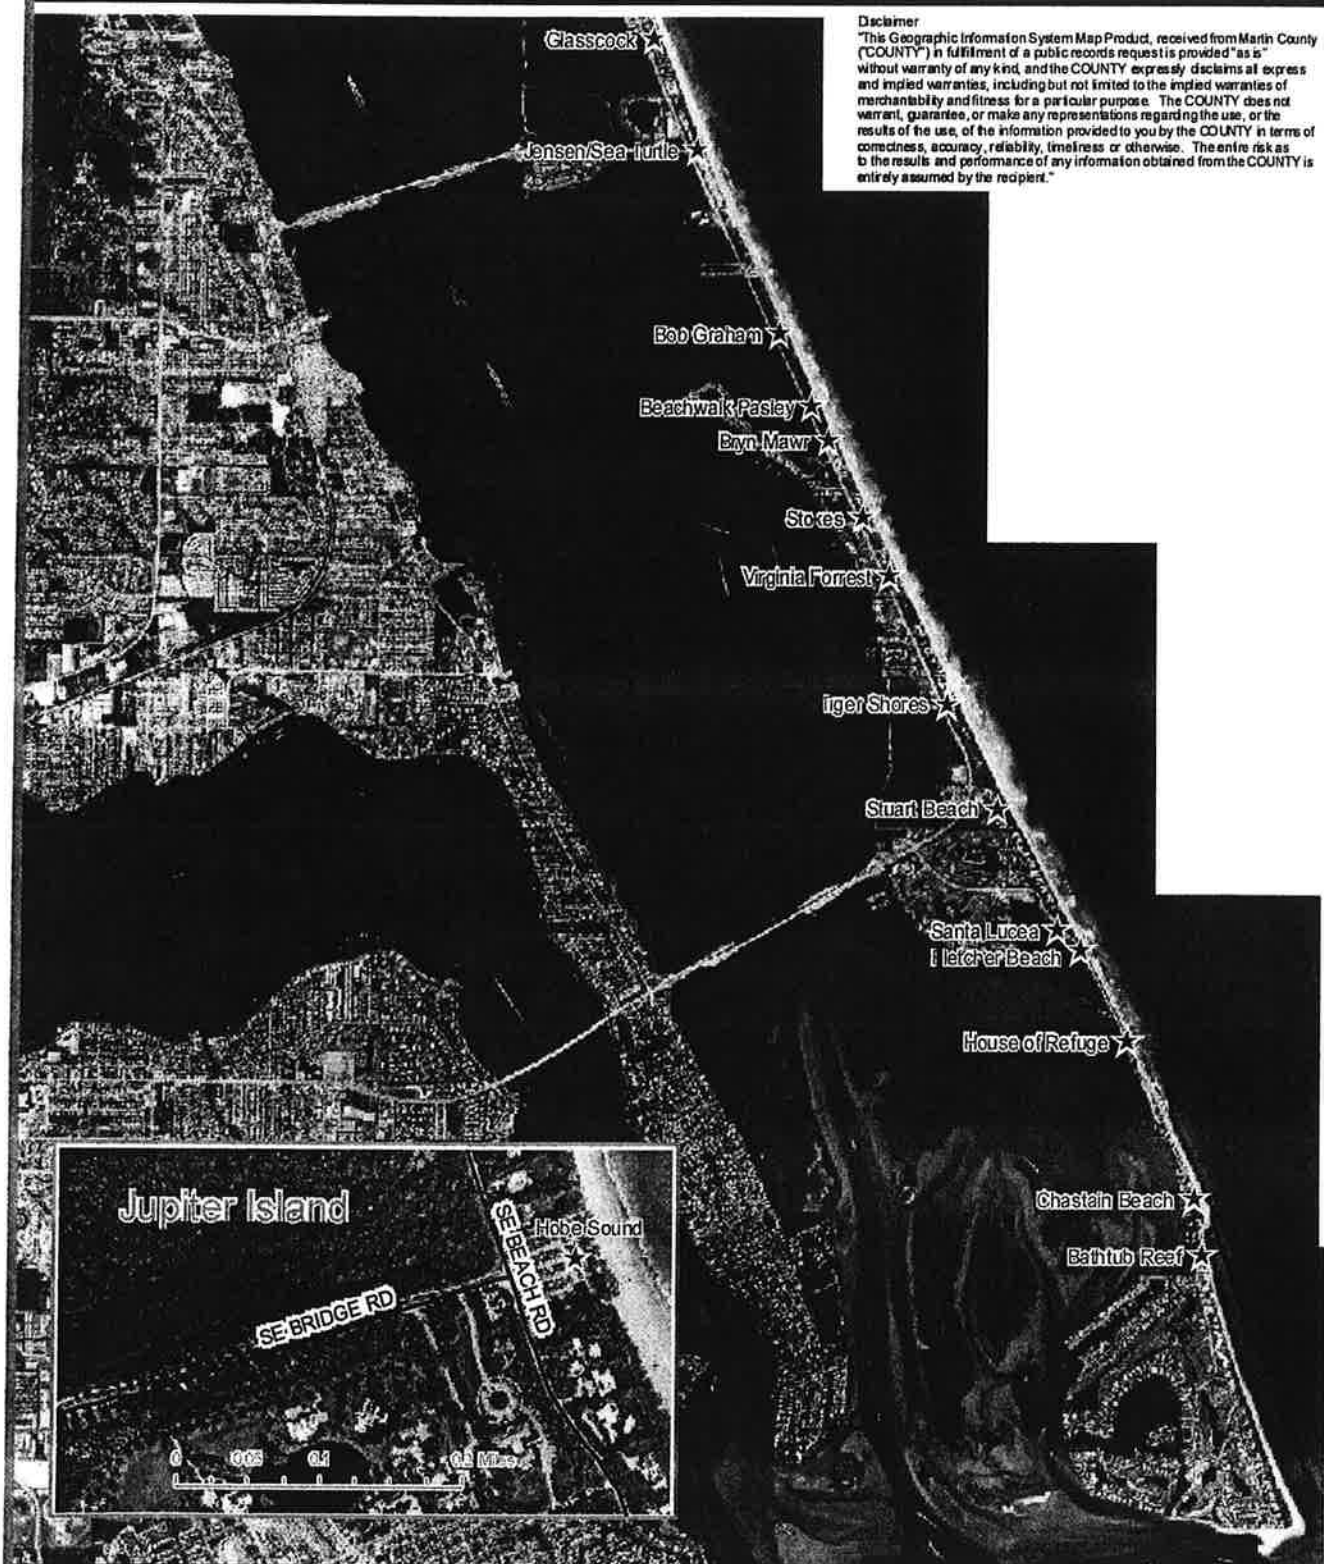 Disclaimer
"This Geographic Information System Map Product, received from Martin County
("COUNTY") in fulfillment of a public records request is provided "as is"
without warranty of any kind, and the COUNTY expressly disclaims all express
and implied warranties, including but not limited to the implied warranties of
merchantability and fitness for a particular purpose. The COUNTY does not
warrant, guarantee, or make any representations regarding the use, or the
results of the use, of the information provided to you by the COUNTY in terms of
correctness, accuracy, reliability, timeliness or otherwise. The entire risk as
to the results and performance of any information obtained from the COUNTY is
entirely assumed by the recipient."
Glasscock
Jensen/Sea Turtle
Bob Graham
Beachwalk Pasley
Bryn Mawr
Stokes
Virginia Forrest
Tiger Shores
Stuart Beach
Santa Lucea
Fletcher Beach
House of Refuge
Chastain Beach
Bathtub Reef
Jupiter Island
Hobe Sound
SE BEACH RD
SE BRIDGE RD
0 0.05 0.1 0.2 Miles